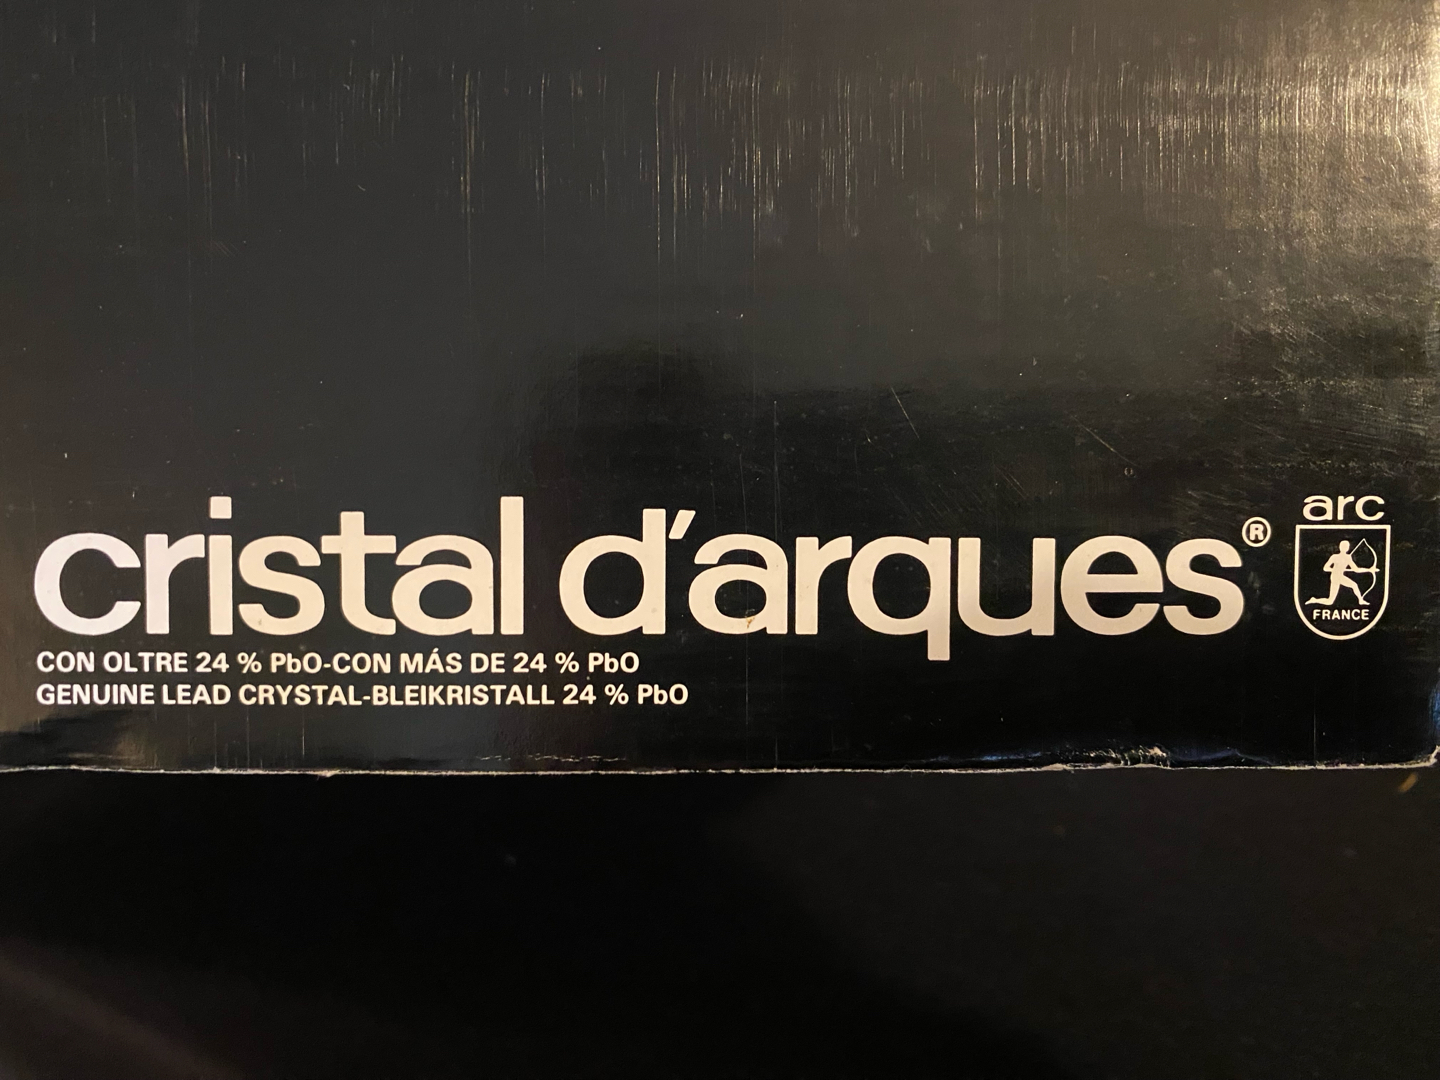 cristal d'arques®
arc
FRANCE
CON OLTRE 24 % PbO-CON MÁS DE 24 % PbO
GENUINE LEAD CRYSTAL-BLEIKRISTALL 24 % PbO